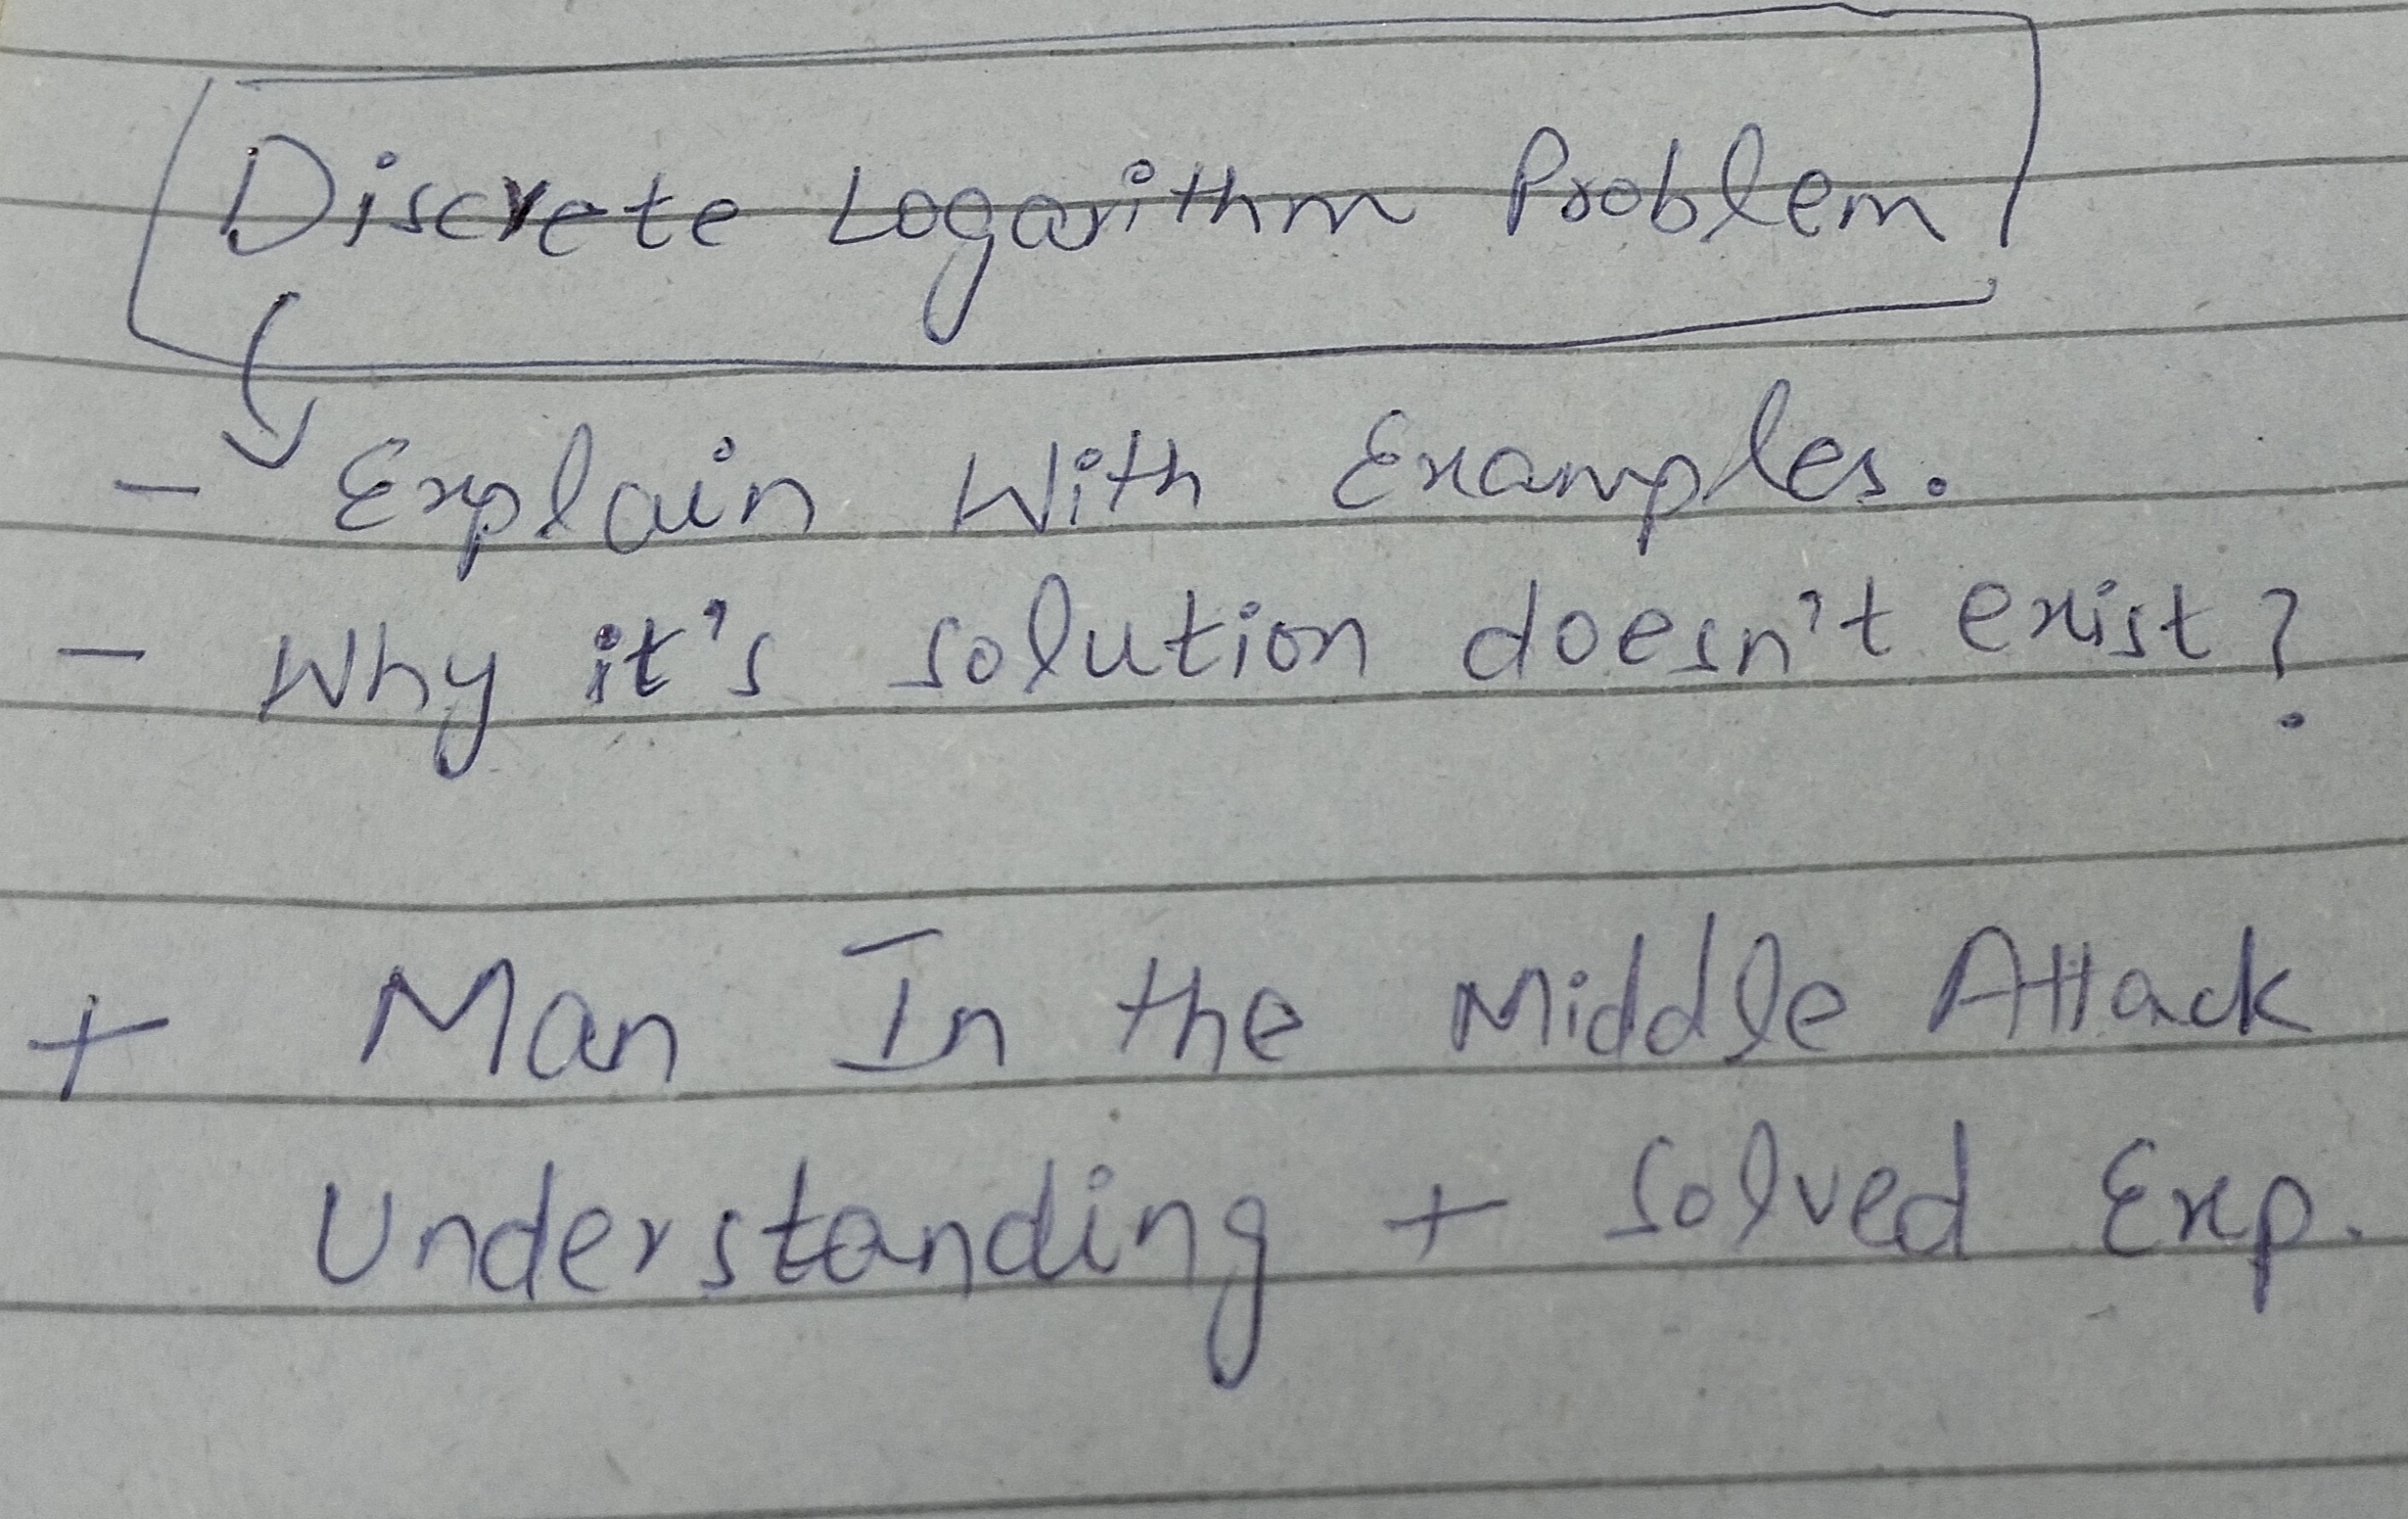 Discrete Logarithm Problem
- Explain With Examples.
- Why it's solution doesn't exist?
+ Man In the Middle Attack
Understanding + Solved Exp.